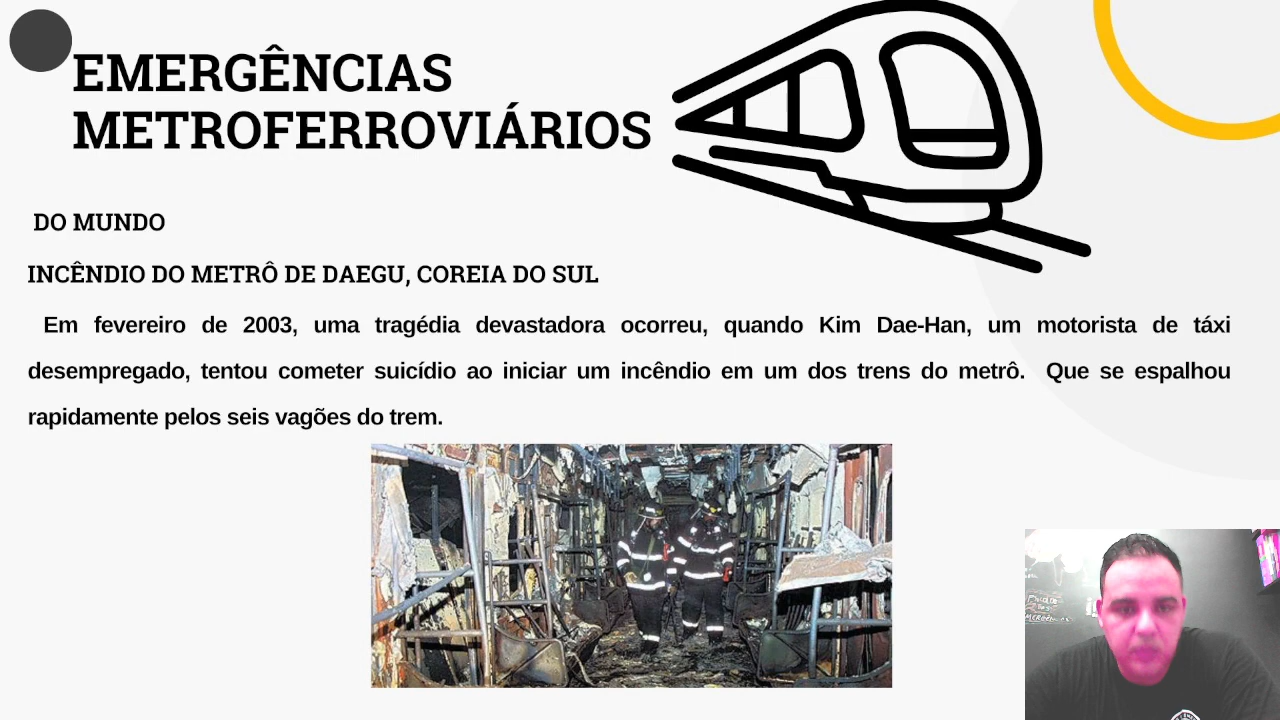 EMERGÊNCIAS
METROFERROVIÁRIOS
DO MUNDO
INCÊNDIO DO METRÔ DE DAEGU, COREIA DO SUL
Em fevereiro de 2003, uma tragédia devastadora ocorreu, quando Kim Dae-Han, um motorista de táxi
desempregado, tentou cometer suicídio ao iniciar um incêndio em um dos trens do metrô. Que se espalhou
rapidamente pelos seis vagões do trem.